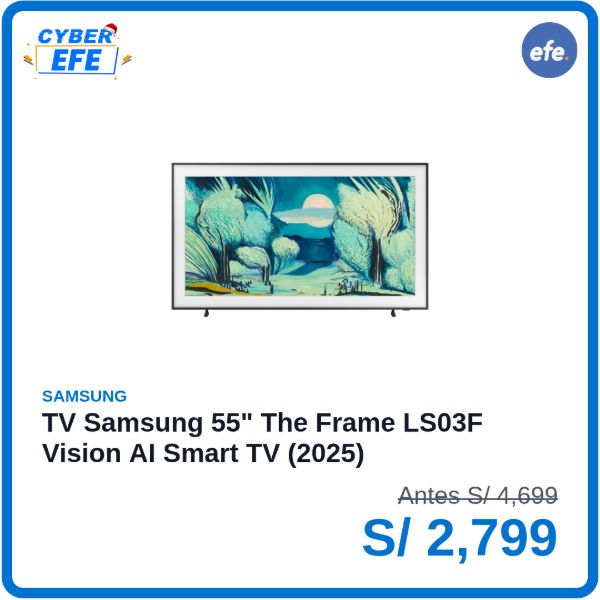 CYBER
EFE
efe.
SAMSUNG
TV Samsung 55" The Frame LS03F
Vision AI Smart TV (2025)
Antes S/ 4,699
S/ 2,799